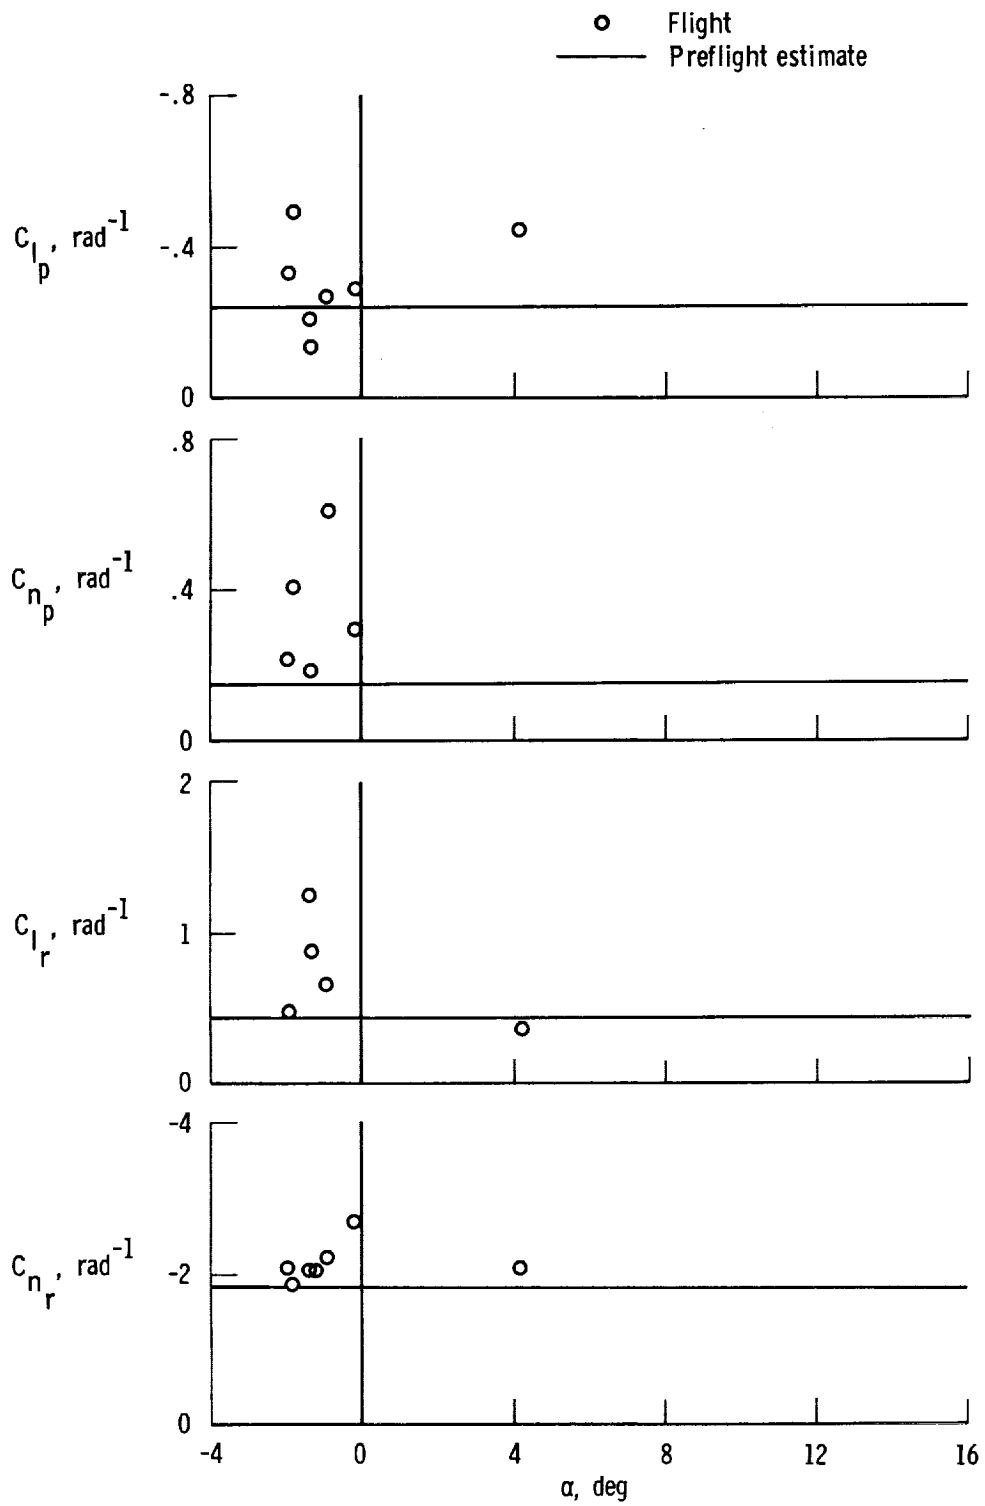 Flight
Preflight estimate
-.8
C_l_p, rad^-1
-.4
0
.8
C_n_p, rad^-1
.4
0
2
C_l_r, rad^-1
1
0
-4
C_n_r, rad^-1
-2
0
-4 0 4 8 12 16
α, deg